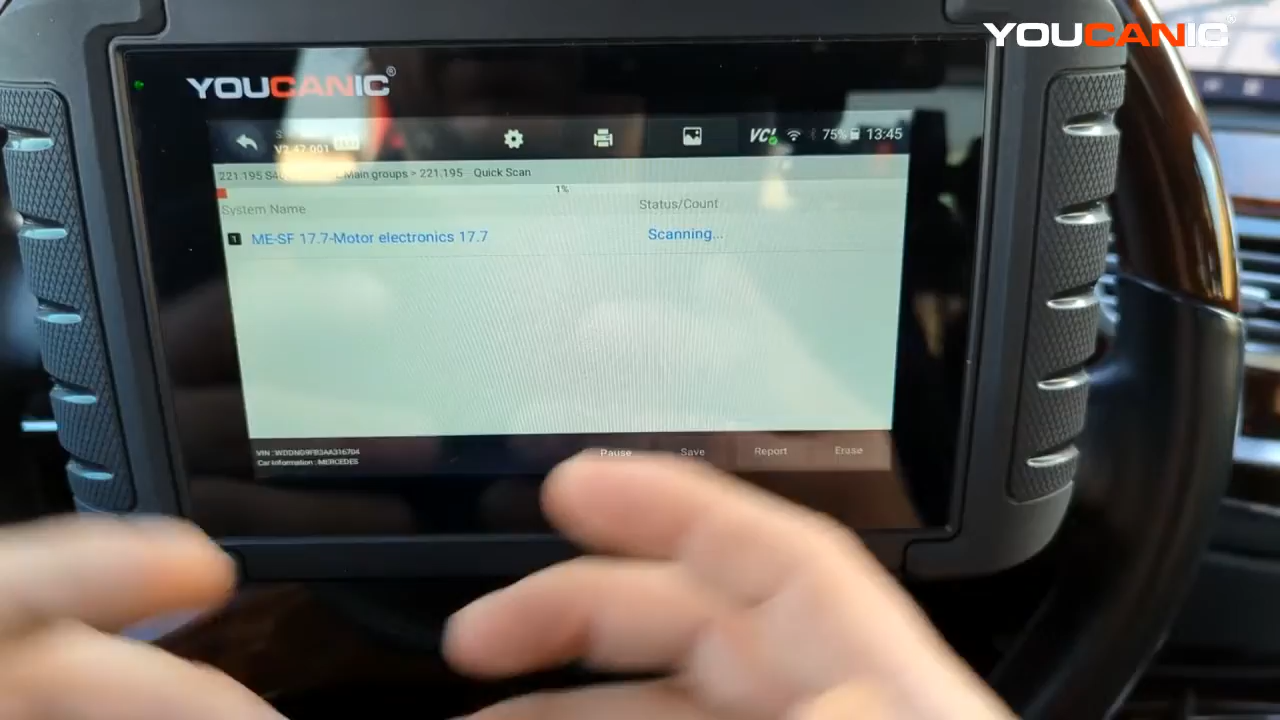 YOUCANIC®
YOUCANIC®
V2.47.001
VCI 75% 13:45
221.195 Main groups > 221.195 Quick Scan
1%
System Name Status/Count
1 ME-SF 17.7-Motor electronics 17.7 Scanning...
Pause Save Report Erase
VIN :
Car Information : MERCEDES